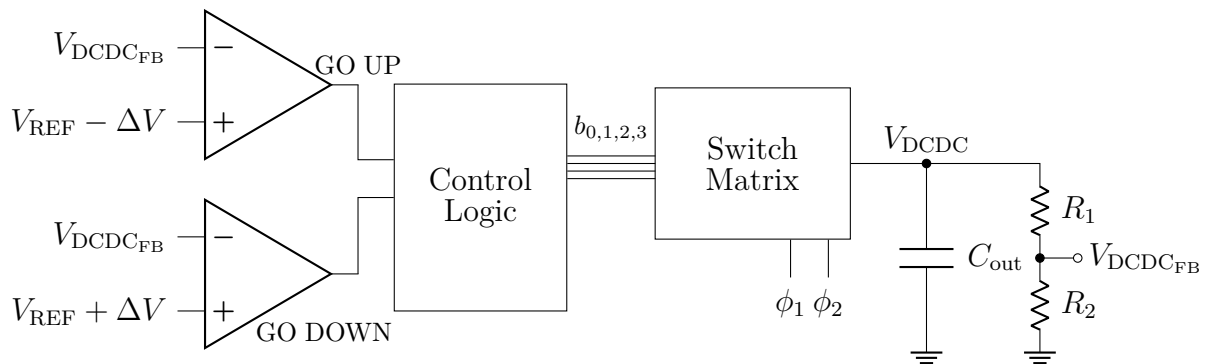 V_DCDC_FB
−
GO UP
V_REF − ΔV
+
b_0,1,2,3
Control
Logic
Switch
Matrix
V_DCDC
R_1
C_out
V_DCDC_FB
R_2
ϕ_1 ϕ_2
V_DCDC_FB
−
V_REF + ΔV
+
GO DOWN